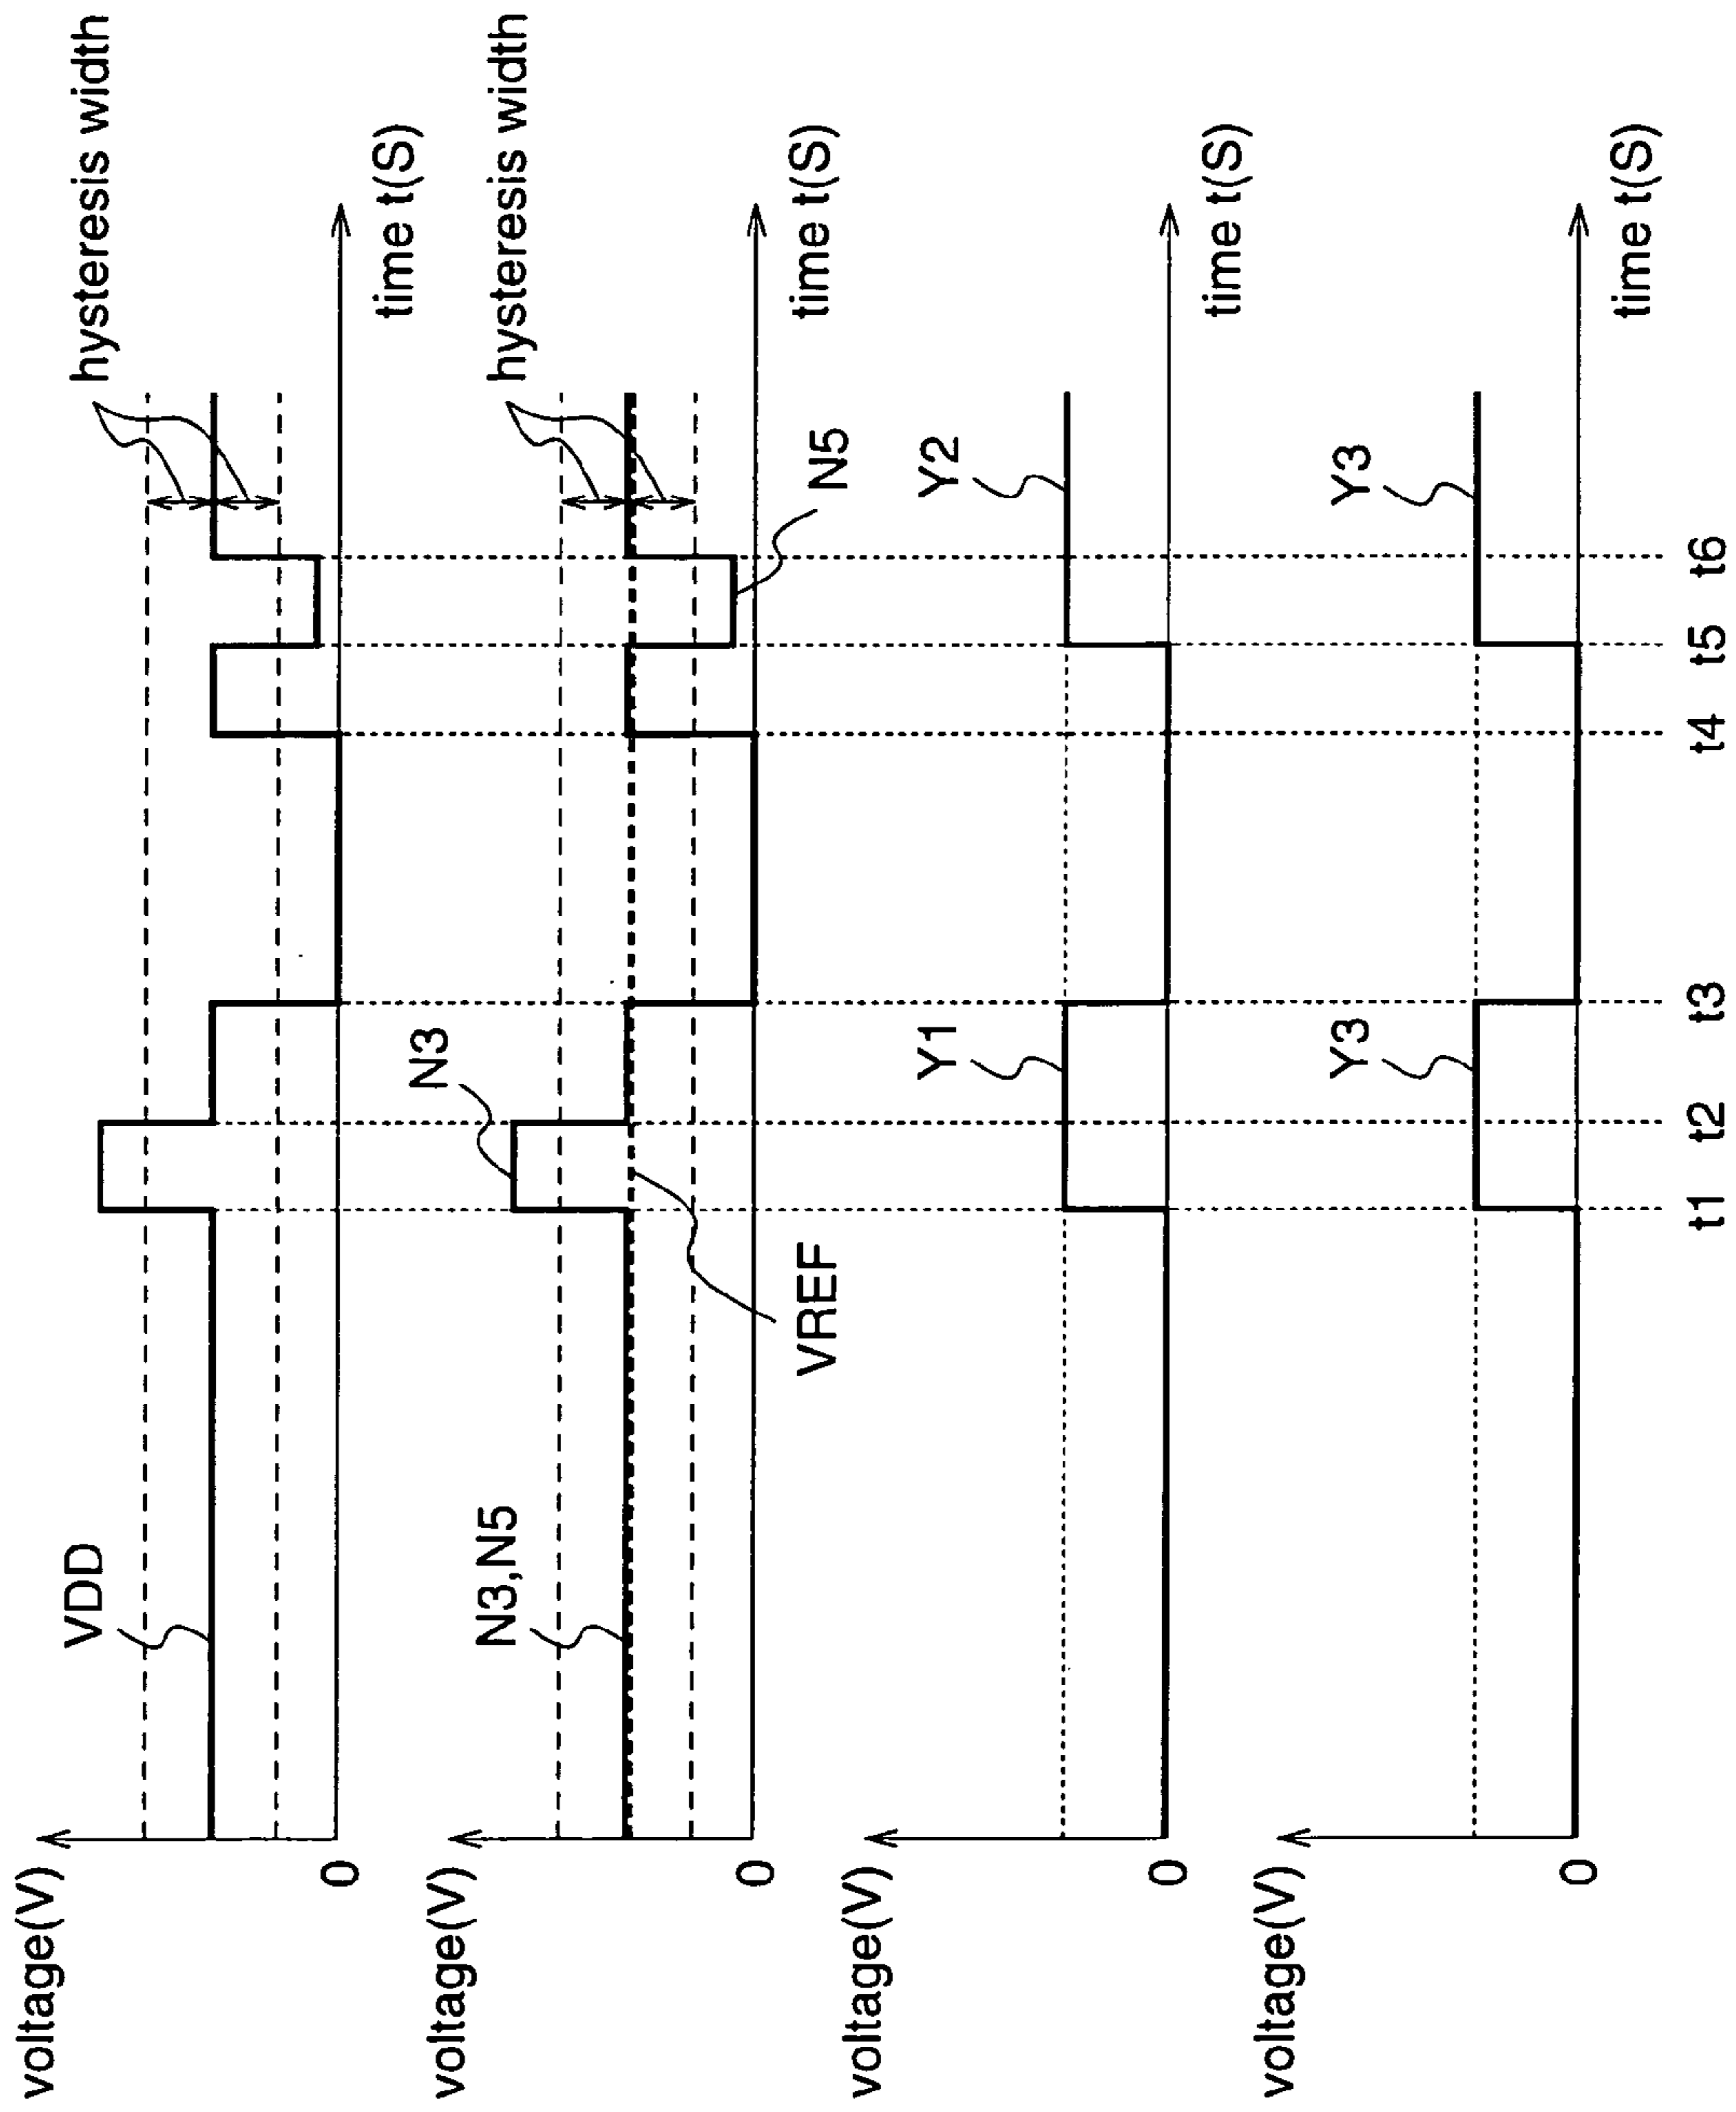 voltage(V)
VDD
hysteresis width
0
time t(S)
voltage(V)
N3,N5
N3
hysteresis width
VREF
N5
0
time t(S)
voltage(V)
Y1
Y2
0
time t(S)
voltage(V)
Y3
Y3
0
time t(S)
t1 t2 t3 t4 t5 t6